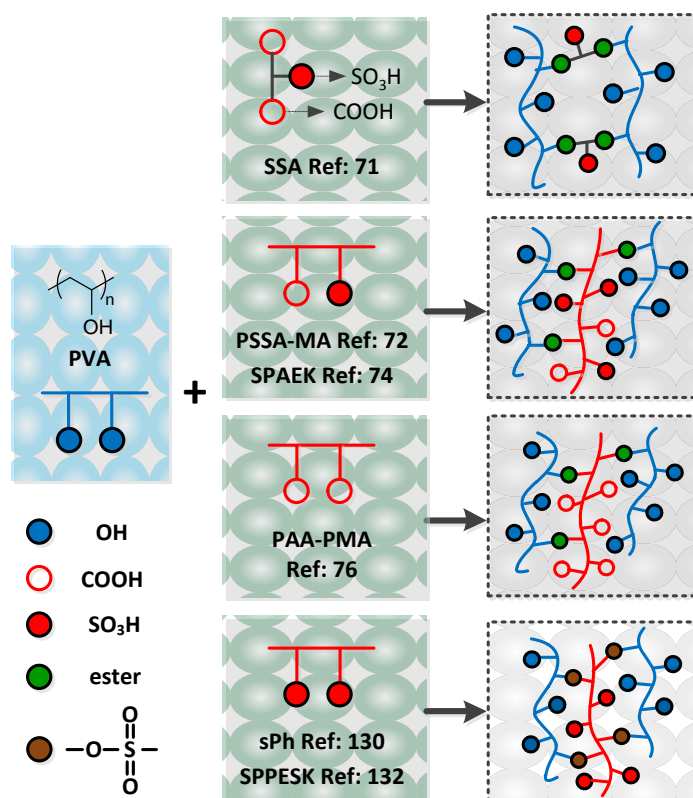 SO₃H
COOH
SSA Ref: 71
n
OH
PVA
+
PSSA-MA Ref: 72
SPAEK Ref: 74
PAA-PMA
Ref: 76
sPh Ref: 130
SPPESK Ref: 132
OH
COOH
SO₃H
ester
O
–O–S–
O